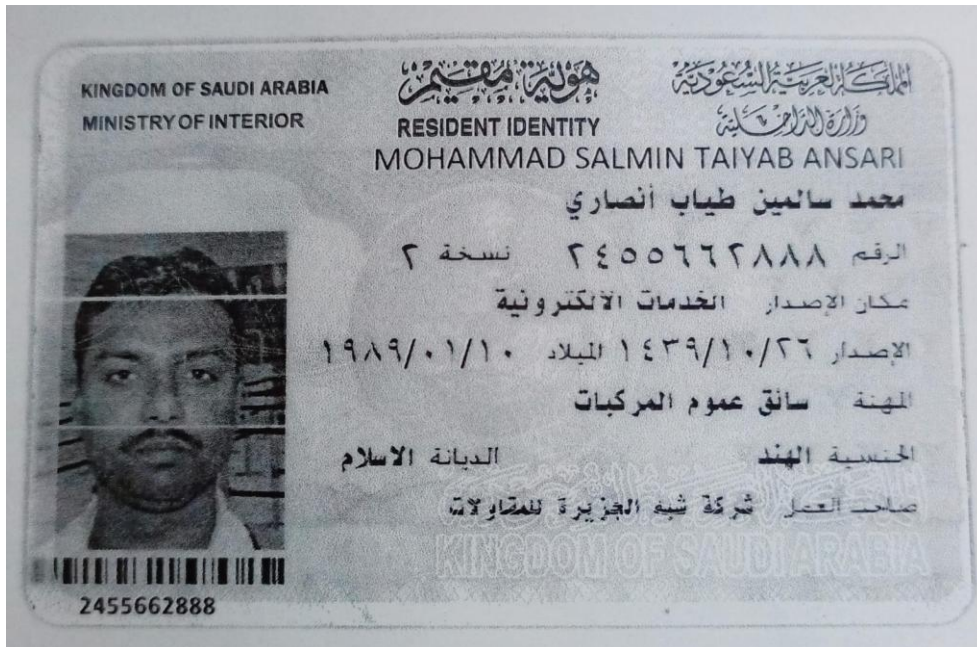 KINGDOM OF SAUDI ARABIA
MINISTRY OF INTERIOR
هوية مقيم
RESIDENT IDENTITY
المملكة العربية السعودية
وزارة الداخلية
MOHAMMAD SALMIN TAIYAB ANSARI
محمد سالمين طياب أنصاري
الرقم ٢٤٥٥٦٦٢٨٨٨ نسخة ٢
مكان الإصدار الخدمات الالكترونية
الإصدار ١٤٣٩/١٠/٢٦ الميلاد ١٩٨٩/٠١/١٠
المهنة سائق عموم المركبات
الجنسية الهند الديانة الاسلام
صاحب العمل شركة شبه الجزيرة للمقاولات
KINGDOM OF SAUDI ARABIA
2455662888